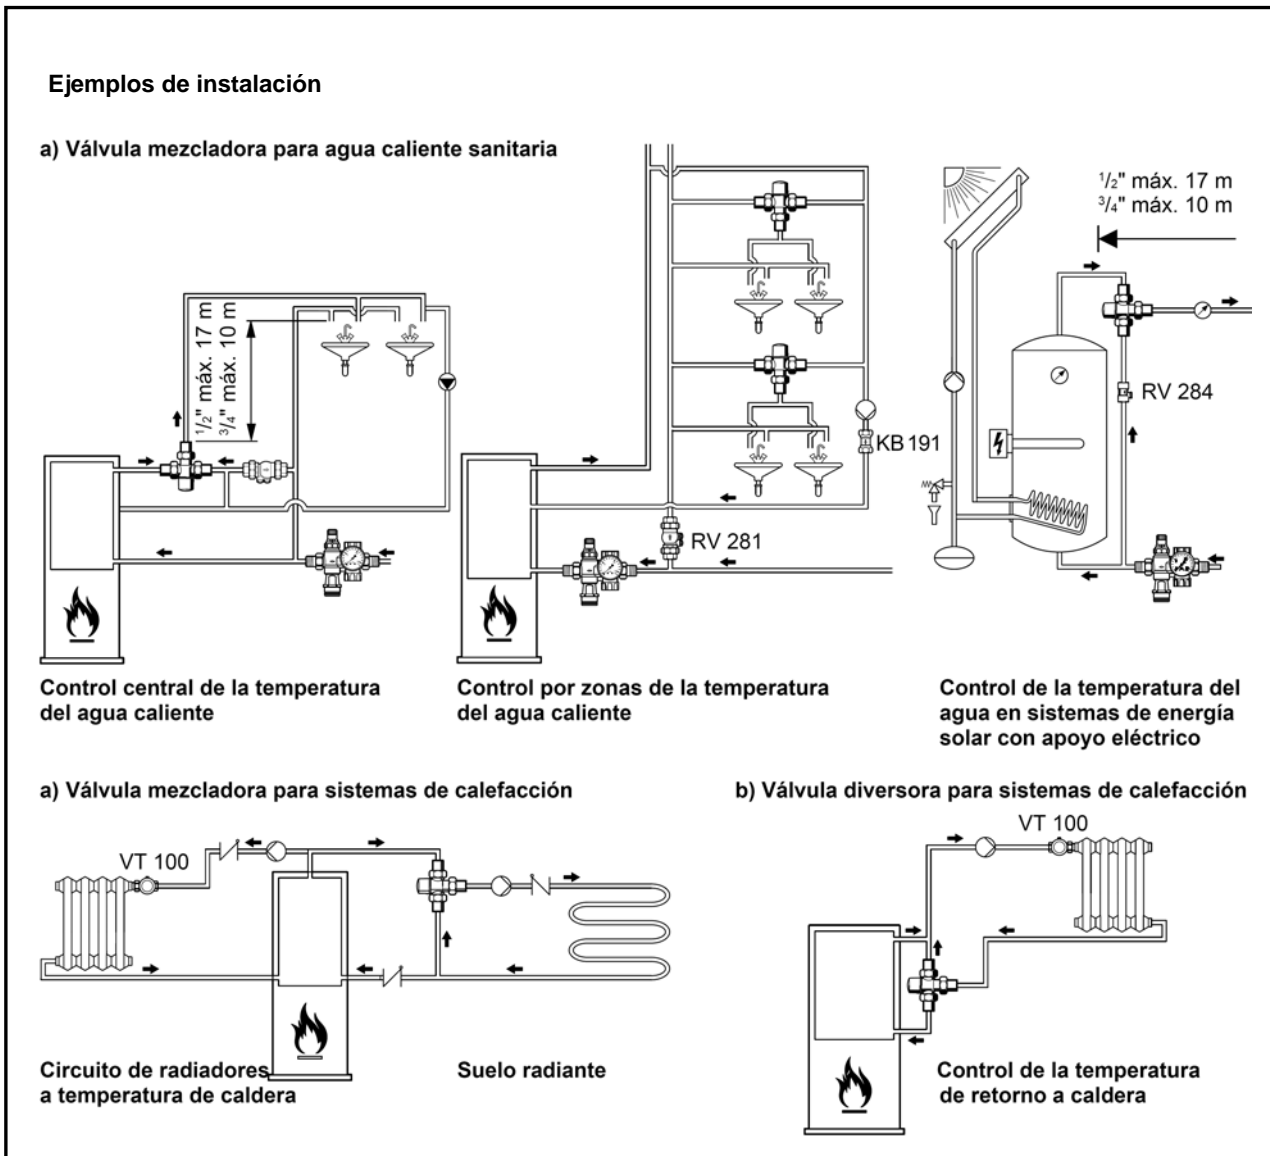 Ejemplos de instalación
a) Válvula mezcladora para agua caliente sanitaria
1/2" máx. 17 m
3/4" máx. 10 m
KB 191
RV 281
1/2" máx. 17 m
3/4" máx. 10 m
RV 284
Control central de la temperatura
del agua caliente
Control por zonas de la temperatura
del agua caliente
Control de la temperatura del
agua en sistemas de energía
solar con apoyo eléctrico
a) Válvula mezcladora para sistemas de calefacción
VT 100
Circuito de radiadores
a temperatura de caldera
Suelo radiante
b) Válvula diversora para sistemas de calefacción
VT 100
Control de la temperatura
de retorno a caldera